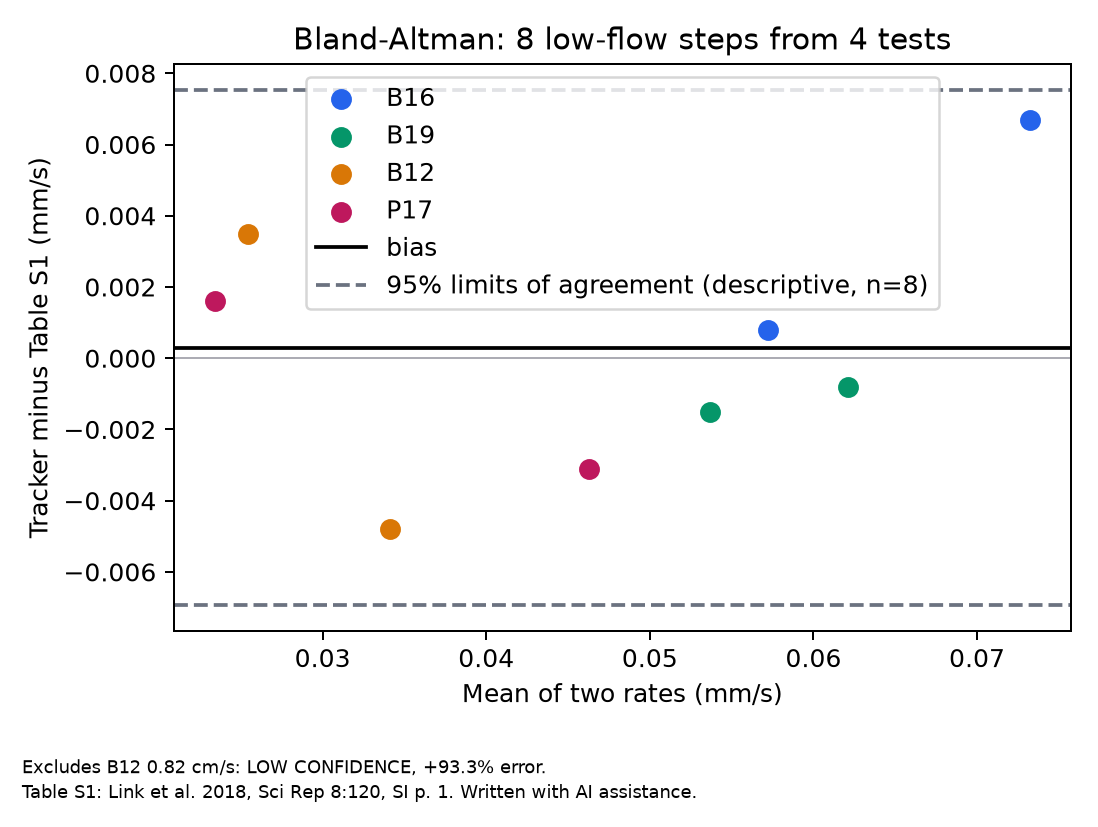 Bland-Altman: 8 low-flow steps from 4 tests
0.008
0.006
0.004
0.002
0.000
−0.002
−0.004
−0.006
Tracker minus Table S1 (mm/s)
B16
B19
B12
P17
bias
95% limits of agreement (descriptive, n=8)
0.03 0.04 0.05 0.06 0.07
Mean of two rates (mm/s)
Excludes B12 0.82 cm/s: LOW CONFIDENCE, +93.3% error.
Table S1: Link et al. 2018, Sci Rep 8:120, SI p. 1. Written with AI assistance.